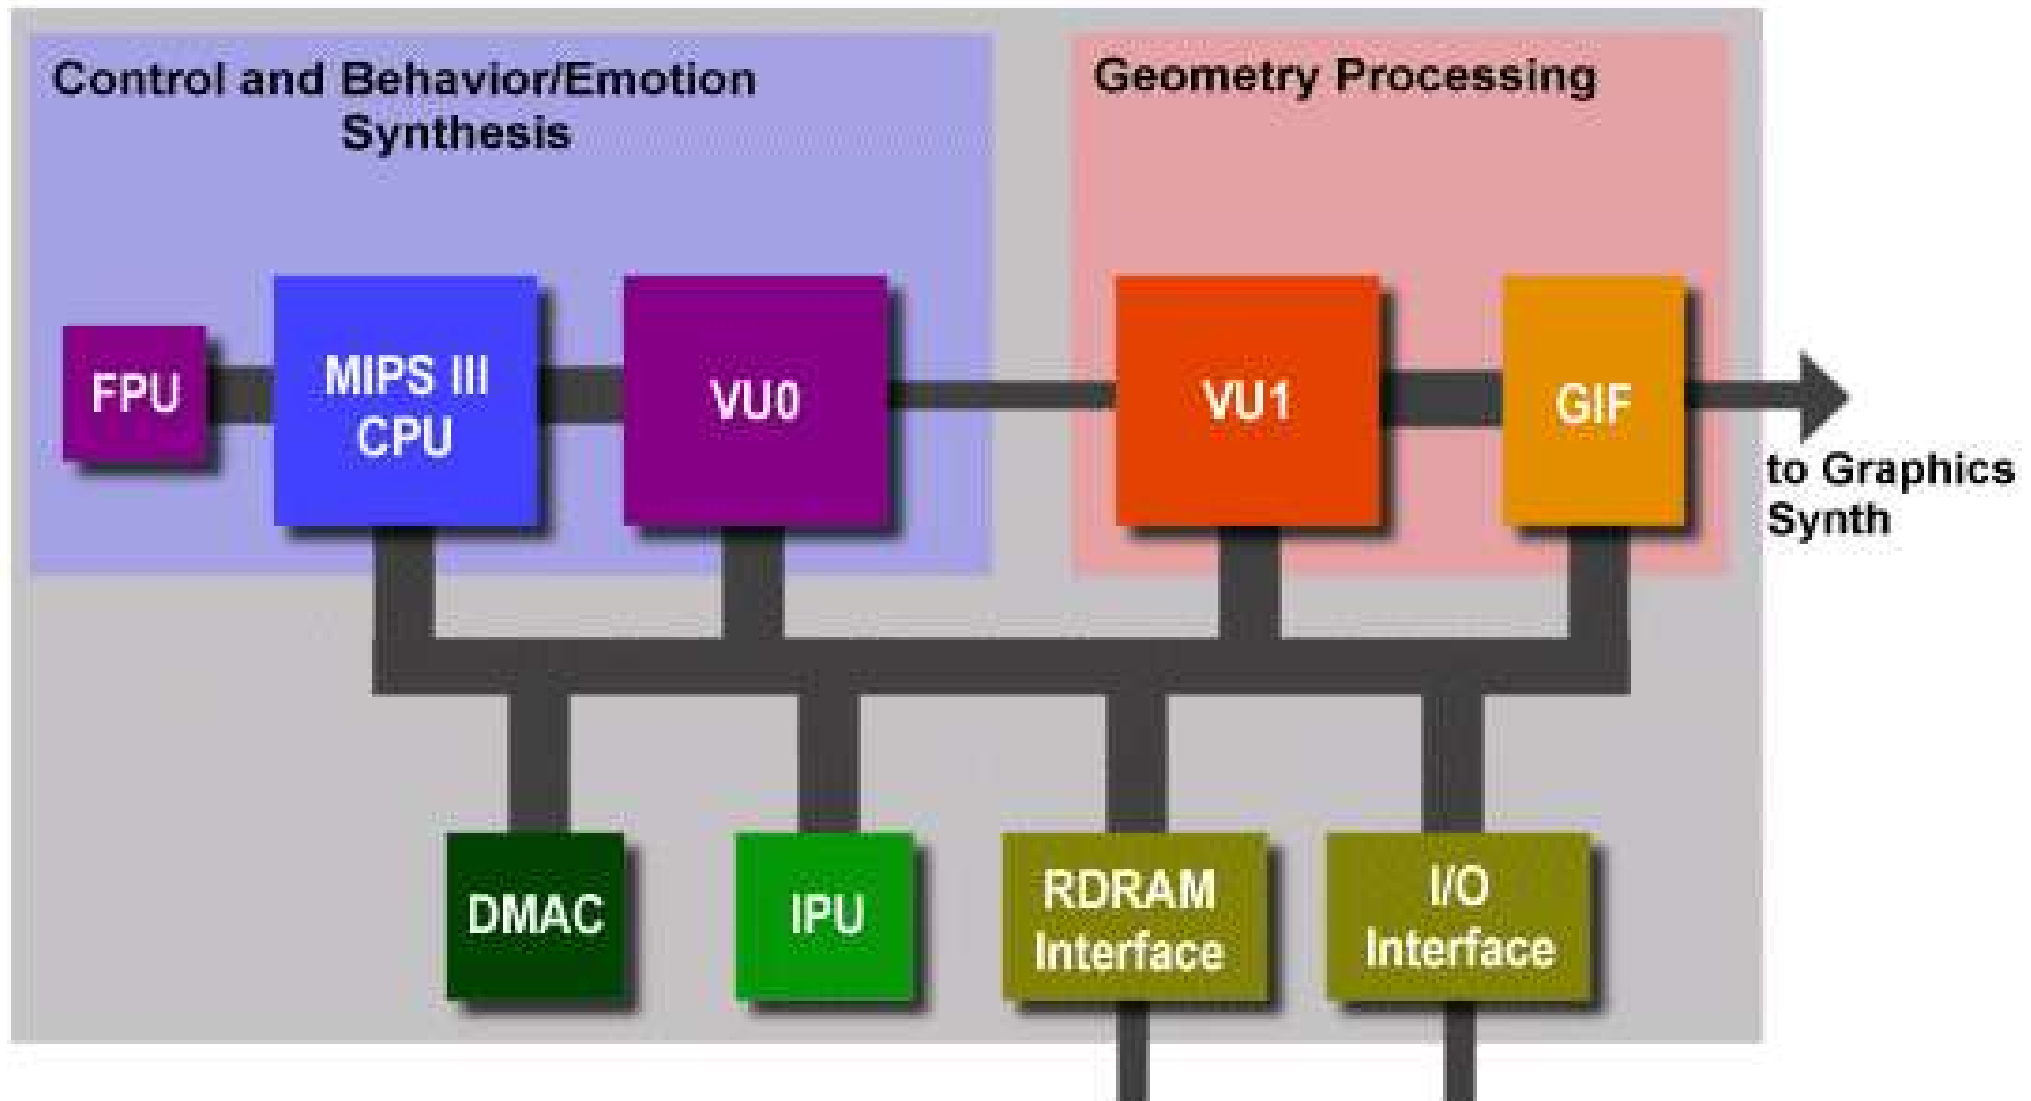 Control and Behavior/Emotion
Synthesis
Geometry Processing
FPU
MIPS III
CPU
VU0
VU1
GIF
to Graphics
Synth
DMAC
IPU
RDRAM
Interface
I/O
Interface